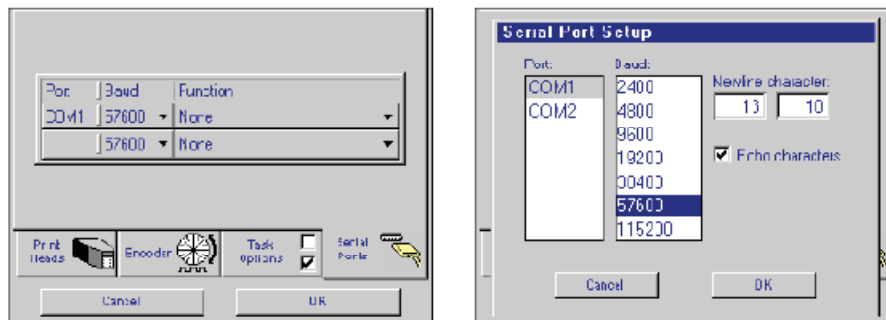 Port Baud Function
COM1 57600 None
57600 None
Print Heads
Encoder
Task Options
Serial Ports
Cancel OK
Serial Port Setup
Port: Baud:
COM1
COM2
2400
4800
9600
19200
38400
57600
115200
Newline character:
13 10
Echo characters
Cancel OK